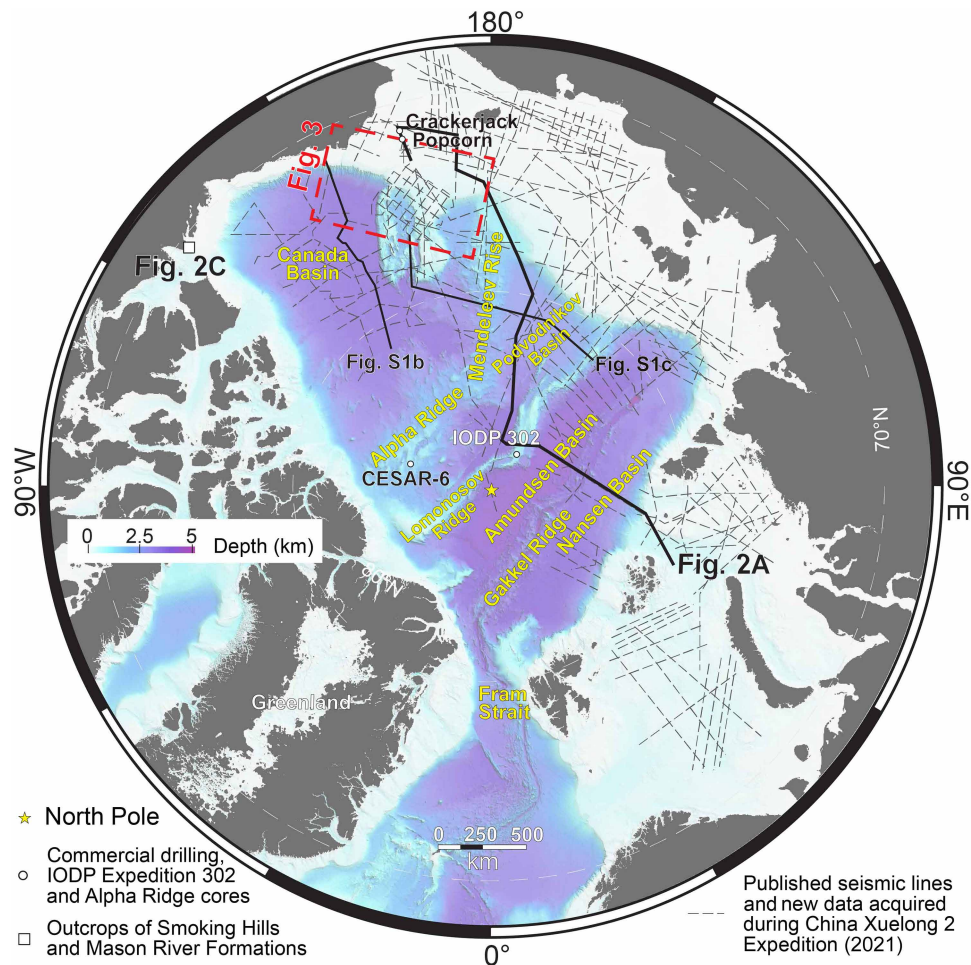 180°
Crackerjack
Popcorn
Fig. 3
Fig. 2C
Canada
Basin
Mendeleev Rise
Podvodnikov
Basin
Fig. S1b
Fig. S1c
70°N
Alpha Ridge
IODP 302
90°W
90°E
CESAR-6
Lomonosov
Ridge
Amundsen Basin
Nansen Basin
Gakkel Ridge
0 2.5 5
Depth (km)
Fig. 2A
Greenland
Fram
Strait
North Pole
Commercial drilling,
IODP Expedition 302
and Alpha Ridge cores
Outcrops of Smoking Hills
and Mason River Formations
0 250 500
km
Published seismic lines
and new data acquired
during China Xuelong 2
Expedition (2021)
0°